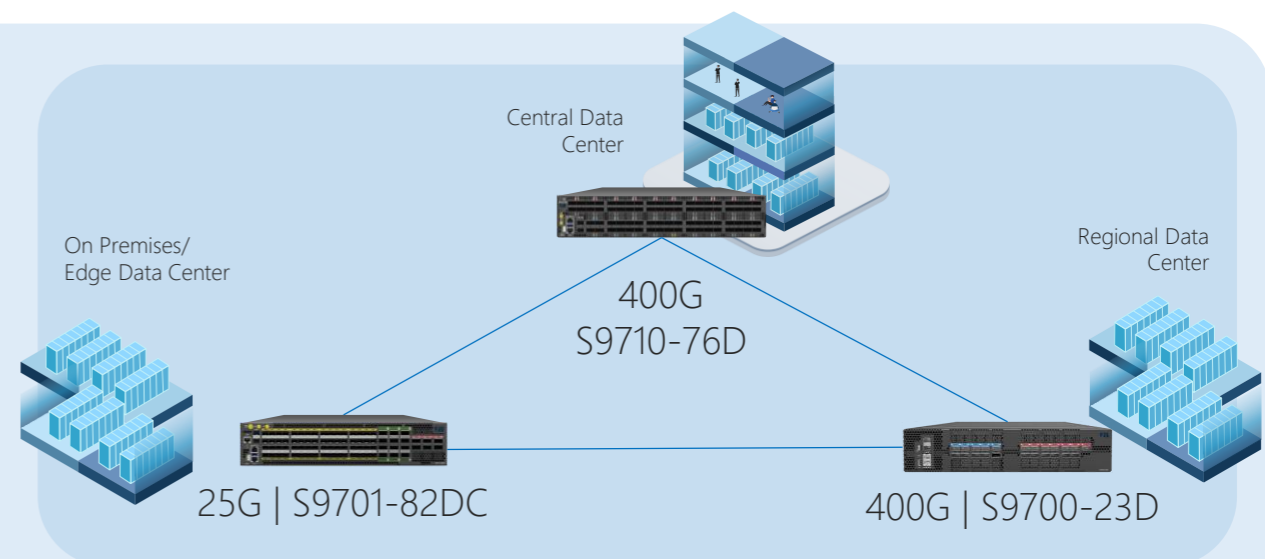 Central Data
Center
On Premises/
Edge Data Center
Regional Data
Center
400G
S9710-76D
25G | S9701-82DC
400G | S9700-23D